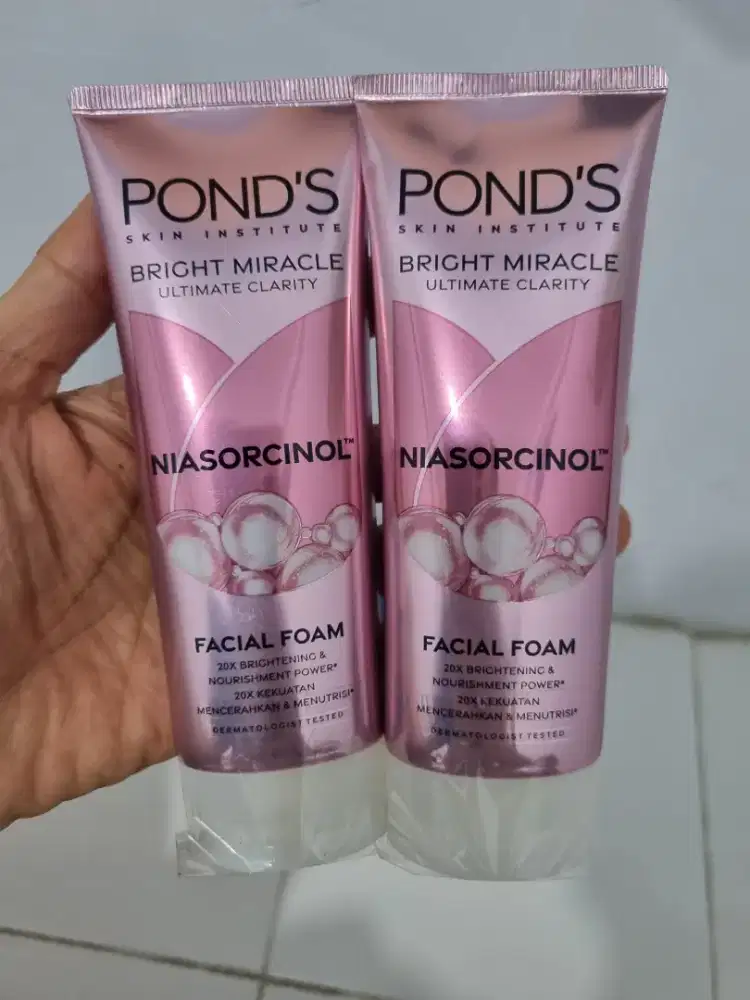 POND'S
SKIN INSTITUTE
BRIGHT MIRACLE
ULTIMATE CLARITY
NIASORCINOL™
FACIAL FOAM
20X BRIGHTENING &
NOURISHMENT POWER*
20X KEKUATAN
MENCERAHKAN & MENUTRISI*
DERMATOLOGIST TESTED
POND'S
SKIN INSTITUTE
BRIGHT MIRACLE
ULTIMATE CLARITY
NIASORCINOL™
FACIAL FOAM
20X BRIGHTENING &
NOURISHMENT POWER*
20X KEKUATAN
MENCERAHKAN & MENUTRISI*
DERMATOLOGIST TESTED